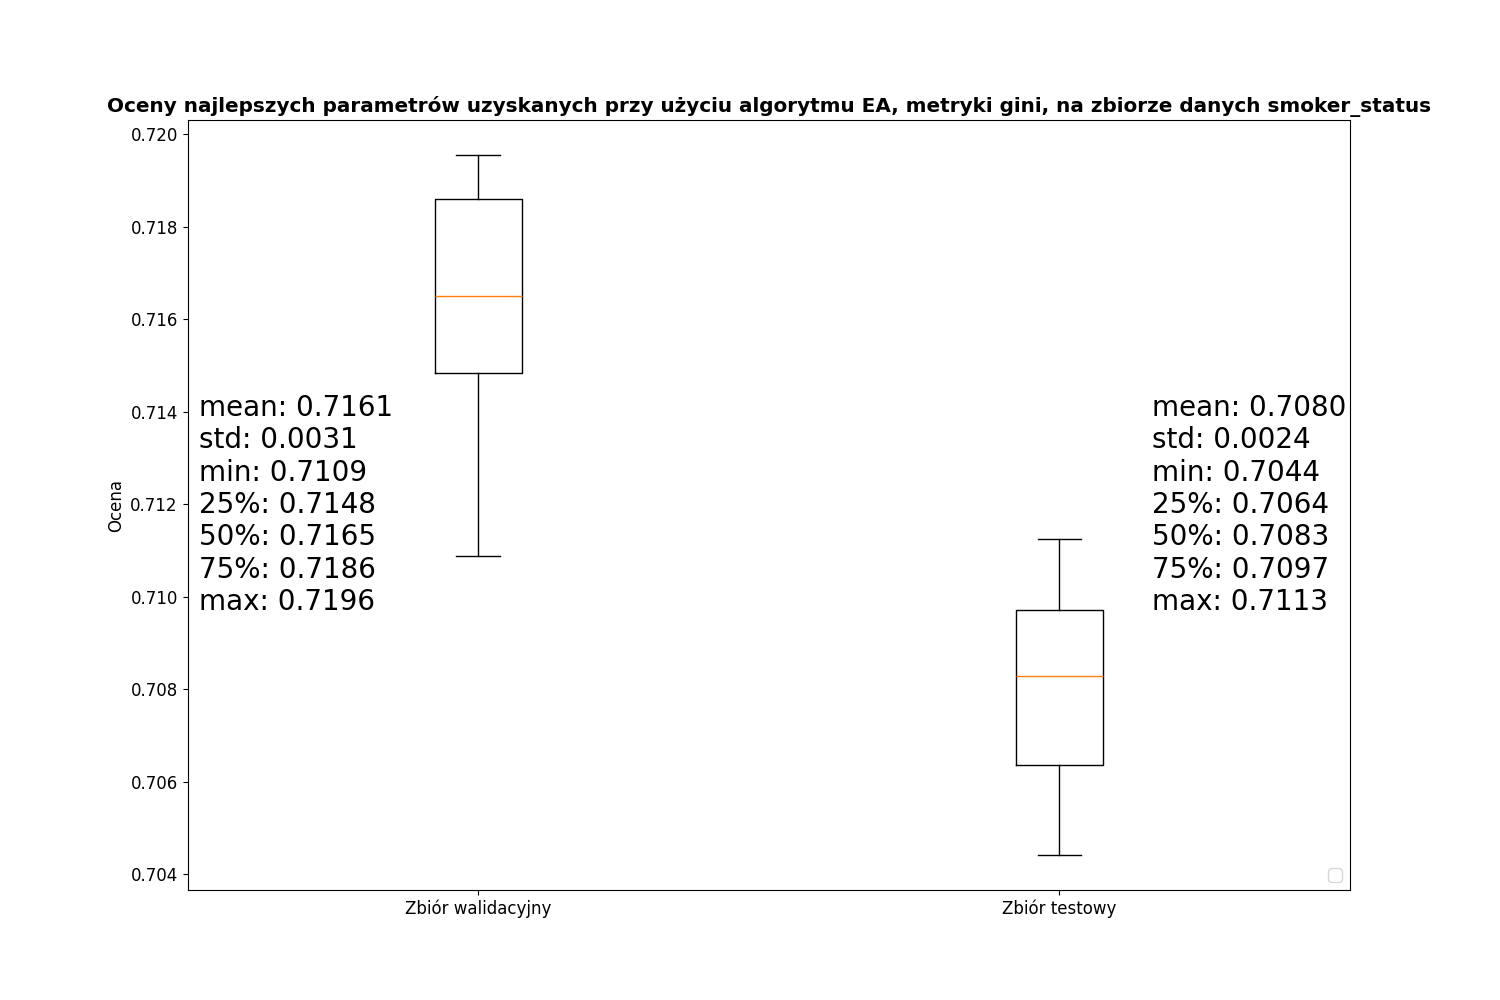 Oceny najlepszych parametrów uzyskanych przy użyciu algorytmu EA, metryki gini, na zbiorze danych smoker_status
0.720
0.718
0.716
0.714
0.712
0.710
0.708
0.706
0.704
Ocena
mean: 0.7161
std: 0.0031
min: 0.7109
25%: 0.7148
50%: 0.7165
75%: 0.7186
max: 0.7196
mean: 0.7080
std: 0.0024
min: 0.7044
25%: 0.7064
50%: 0.7083
75%: 0.7097
max: 0.7113
Zbiór walidacyjny
Zbiór testowy